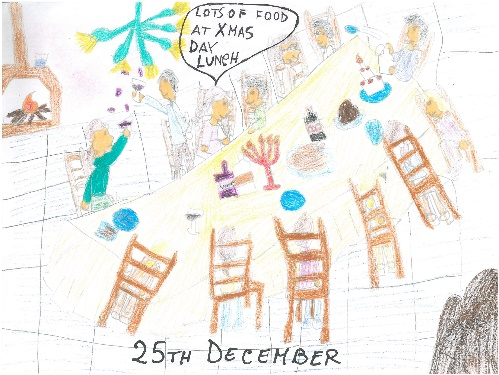 LOTS OF FOOD
AT XMAS
DAY
LUNCH
25TH DECEMBER